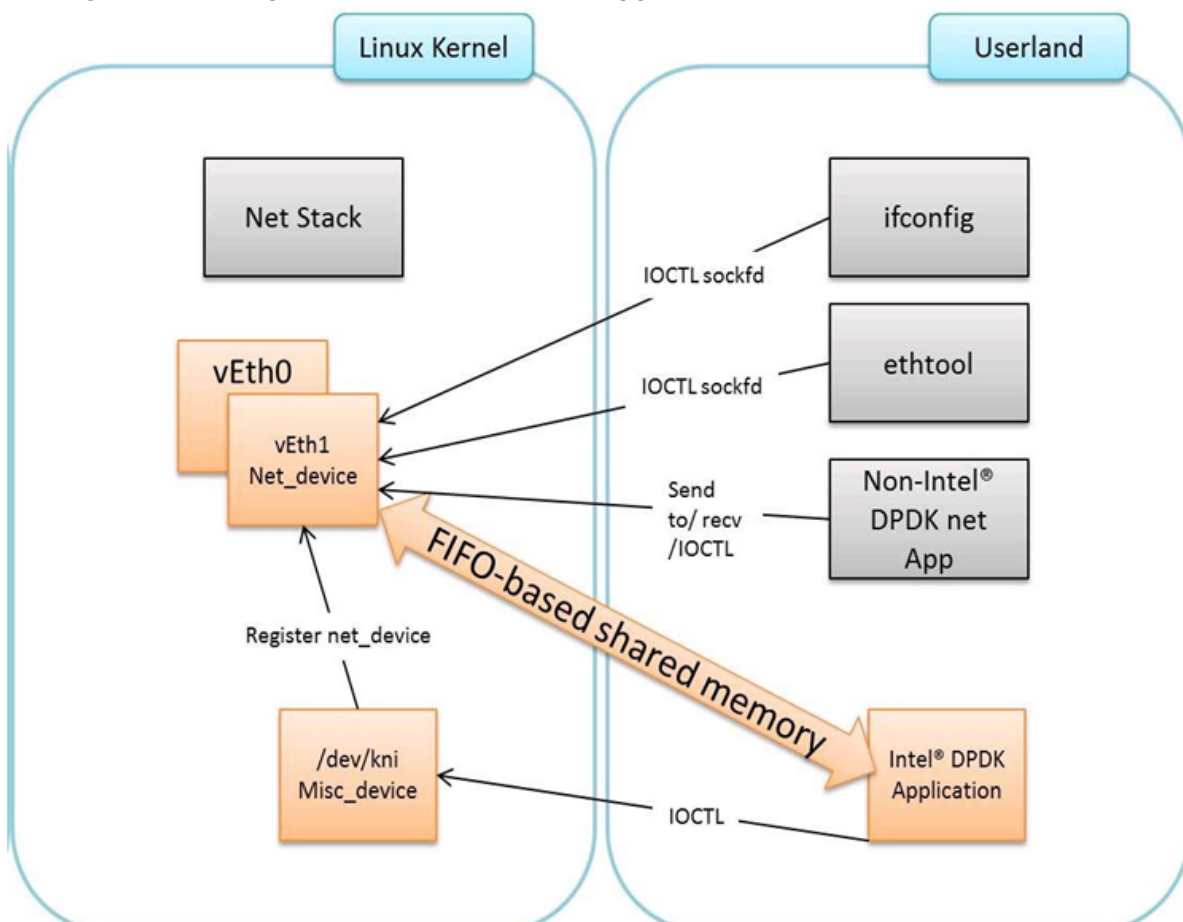 Linux Kernel
Userland
Net Stack
ifconfig
IOCTL sockfd
vEth0
ethtool
IOCTL sockfd
vEth1
Net_device
Send
to/ recv
/IOCTL
Non-Intel®
DPDK net
App
FIFO-based shared memory
Register net_device
/dev/kni
Misc_device
Intel® DPDK
Application
IOCTL